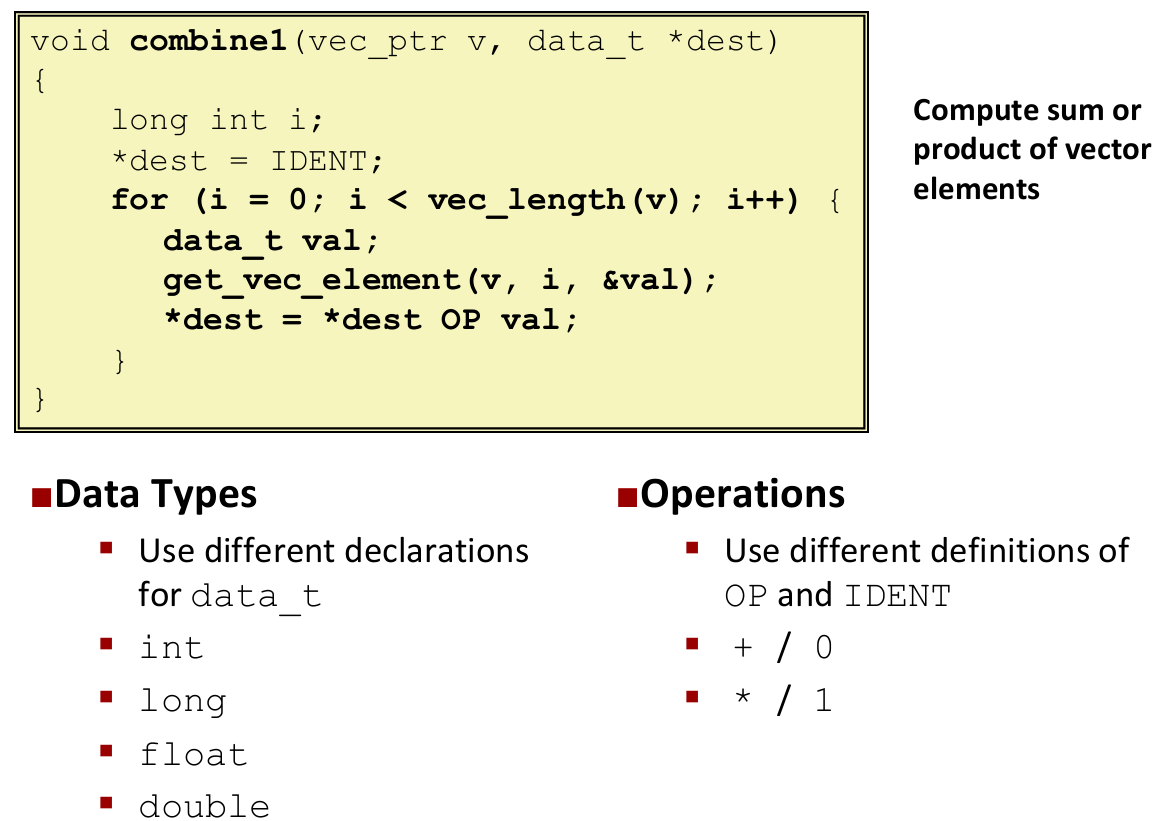 void combine1(vec_ptr v, data_t *dest)
{
    long int i;
    *dest = IDENT;
    for (i = 0; i < vec_length(v); i++) {
       data_t val;
       get_vec_element(v, i, &val);
       *dest = *dest OP val;
    }
}
Compute sum or
product of vector
elements
■Data Types
▪ Use different declarations
for data_t
▪ int
▪ long
▪ float
▪ double
■Operations
▪ Use different definitions of
OP and IDENT
▪ + / 0
▪ * / 1